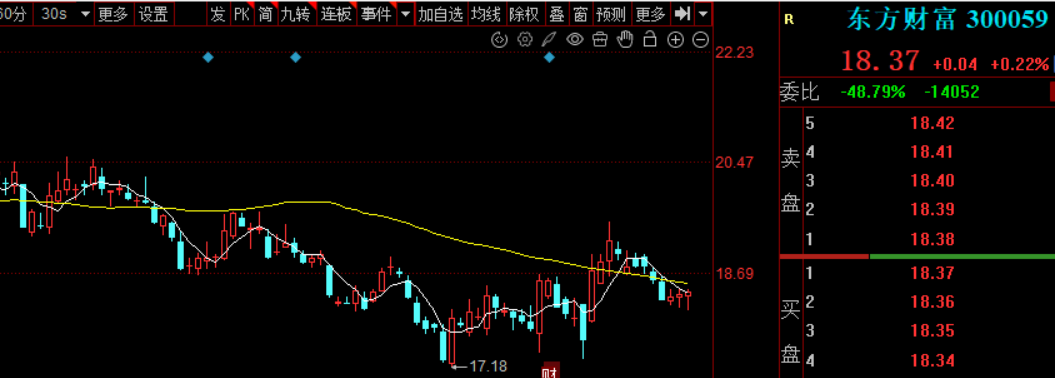 60分 30s 更多 设置 发 PK 简 九转 连板 事件 加自选 均线 除权 叠 窗 预测 更多
R 东方财富 300059
22.23
18.37 +0.04 +0.22%
委比 -48.79% -14052
5 18.42
卖 4 18.41
20.47
3 18.40
盘 2 18.39
1 18.38
18.69
1 18.37
买 2 18.36
3 18.35
盘 4 18.34
17.18
财